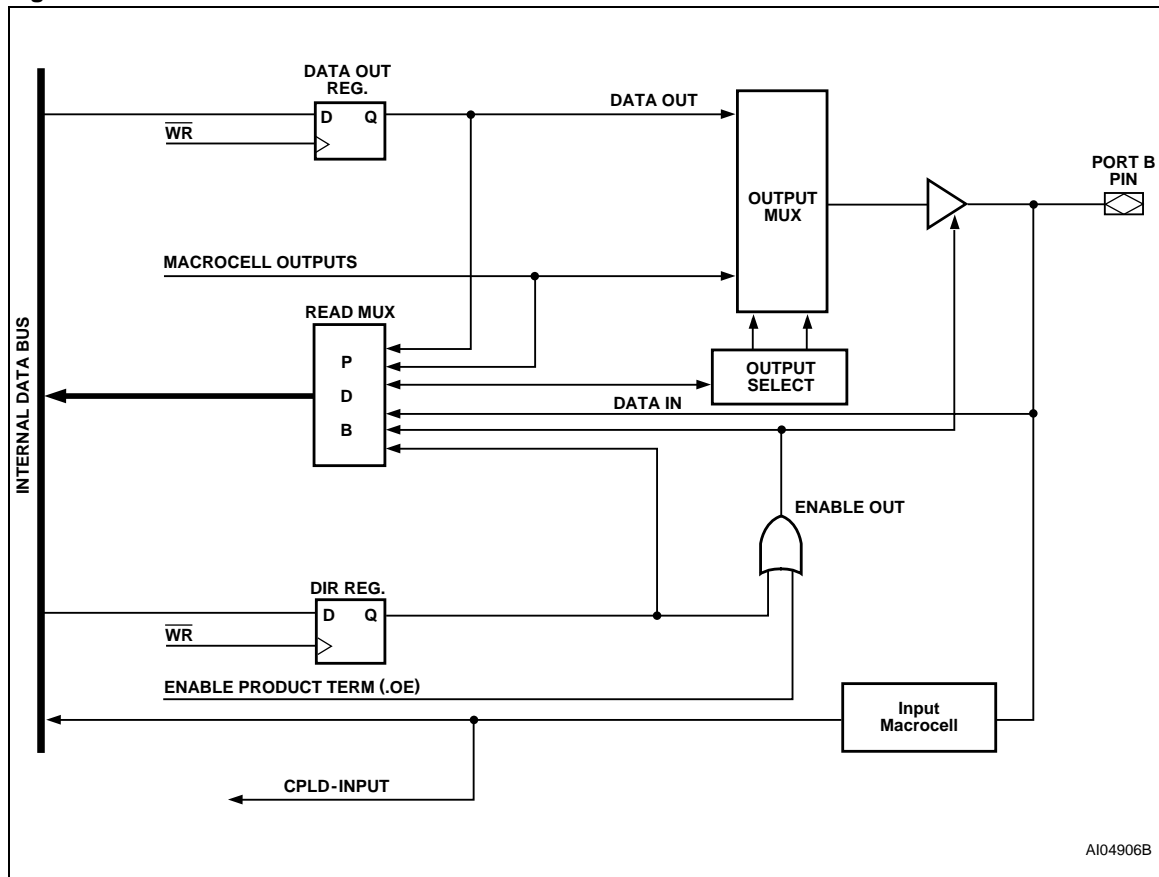 DATA OUT
REG.
D Q
WR
DATA OUT
OUTPUT
MUX
PORT B
PIN
MACROCELL OUTPUTS
READ MUX
P
D
B
OUTPUT
SELECT
DATA IN
INTERNAL DATA BUS
ENABLE OUT
DIR REG.
D Q
WR
ENABLE PRODUCT TERM (.OE)
Input
Macrocell
CPLD-INPUT
AI04906B